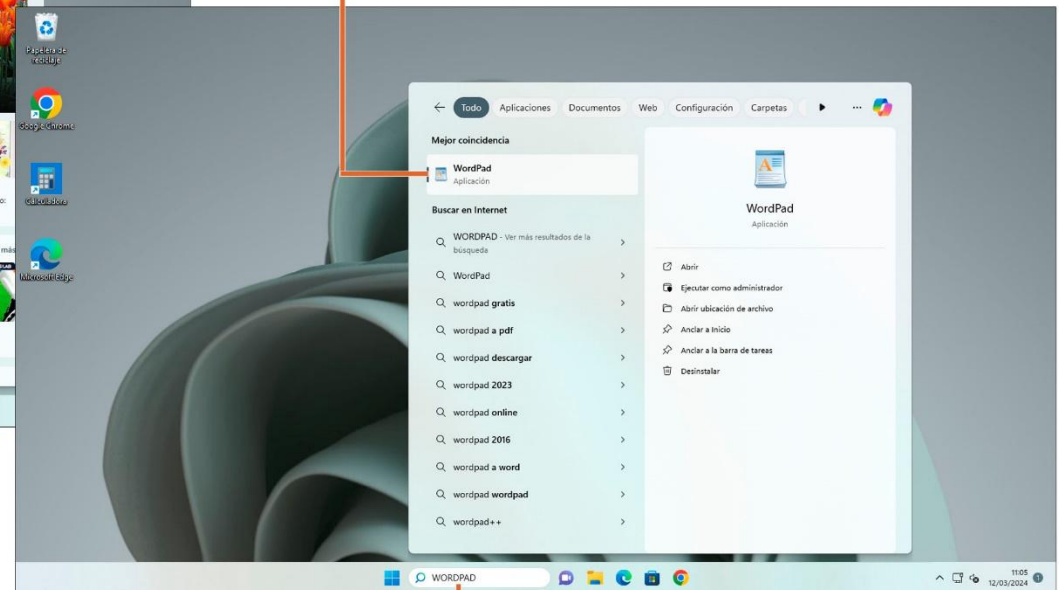 Papelera de
reciclaje
Google Chrome
Calculadora
Microsoft Edge
o:
más
Todo Aplicaciones Documentos Web Configuración Carpetas
Mejor coincidencia
WordPad
Aplicación
Buscar en Internet
WORDPAD - Ver más resultados de la
búsqueda
WordPad
wordpad gratis
wordpad a pdf
wordpad descargar
wordpad 2023
wordpad online
wordpad 2016
wordpad a word
wordpad wordpad
wordpad++
WordPad
Aplicación
Abrir
Ejecutar como administrador
Abrir ubicación de archivo
Anclar a Inicio
Anclar a la barra de tareas
Desinstalar
WORDPAD
11:05
12/03/2024
1